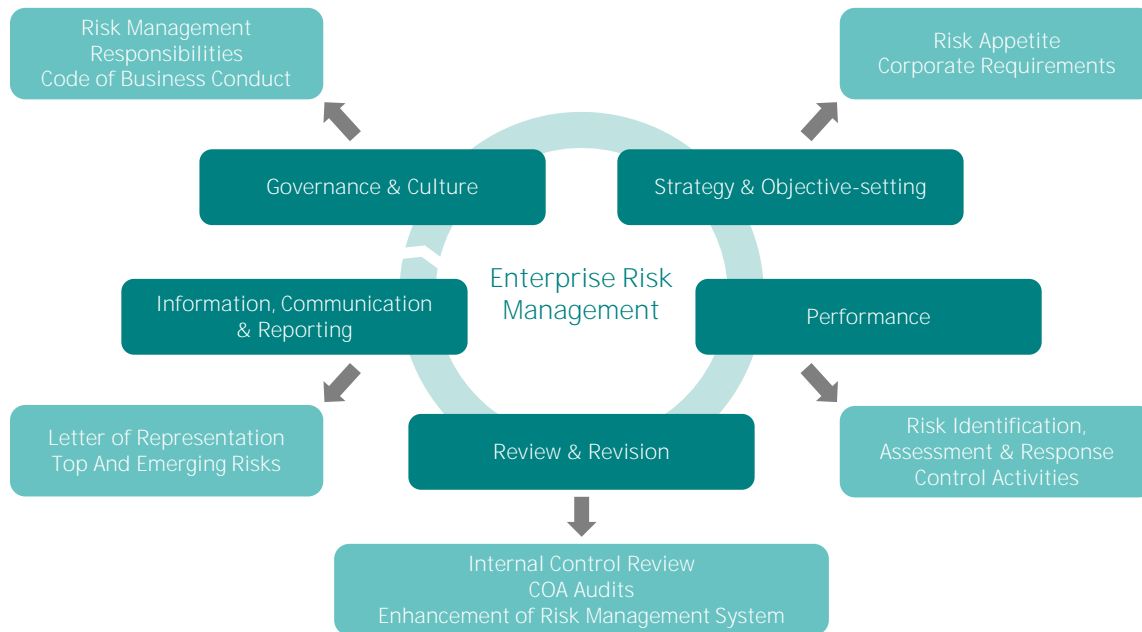 Risk Management
Responsibilities
Code of Business Conduct
Risk Appetite
Corporate Requirements
Governance & Culture
Strategy & Objective-setting
Enterprise Risk
Management
Information, Communication
& Reporting
Performance
Letter of Representation
Top And Emerging Risks
Review & Revision
Risk Identification,
Assessment & Response
Control Activities
Internal Control Review
COA Audits
Enhancement of Risk Management System